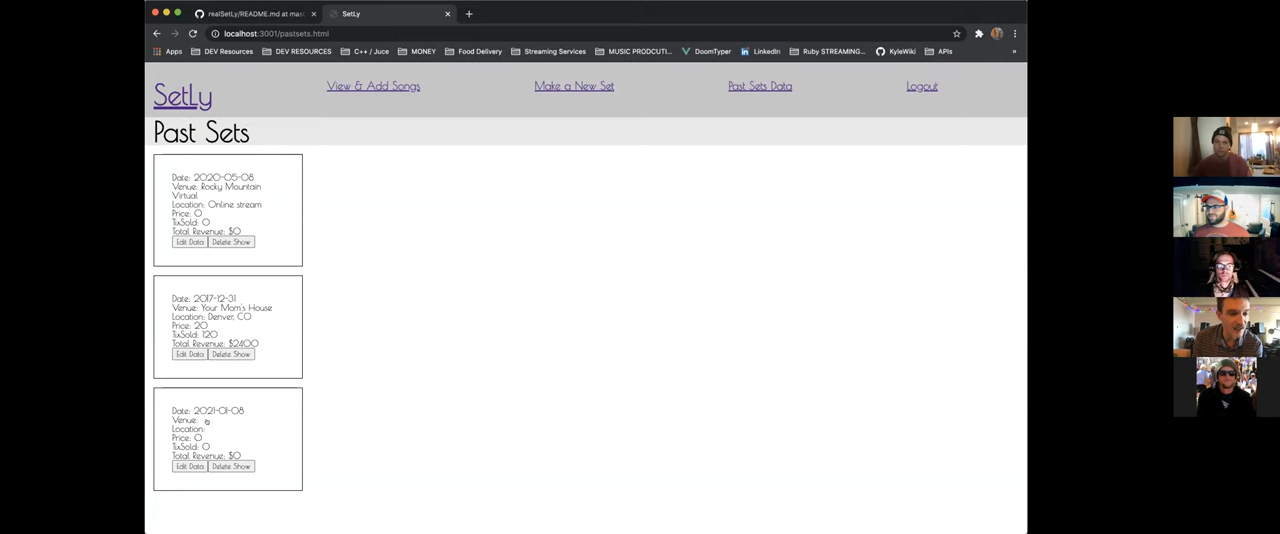 realSetLy/README.md at mast
SetLy
localhost:3001/pastsets.html
Apps
DEV Resources
DEV RESOURCES
C++ / Juce
MONEY
Food Delivery
Streaming Services
MUSIC PRODCUTI...
DoomTyper
LinkedIn
Ruby STREAMING...
KyleWiki
APIs
»
SetLy
View & Add Songs
Make a New Set
Past Sets Data
Logout
Past Sets
Date: 2020-05-08
Venue: Rocky Mountain
Virtual
Location: Online stream
Price: 0
TixSold: 0
Total Revenue: $0
Edit Data Delete Show
Date: 2017-12-31
Venue: Your Mom's House
Location: Denver, CO
Price: 20
TixSold: 120
Total Revenue: $2400
Edit Data Delete Show
Date: 2021-01-08
Venue:
Location:
Price: 0
TixSold: 0
Total Revenue: $0
Edit Data Delete Show